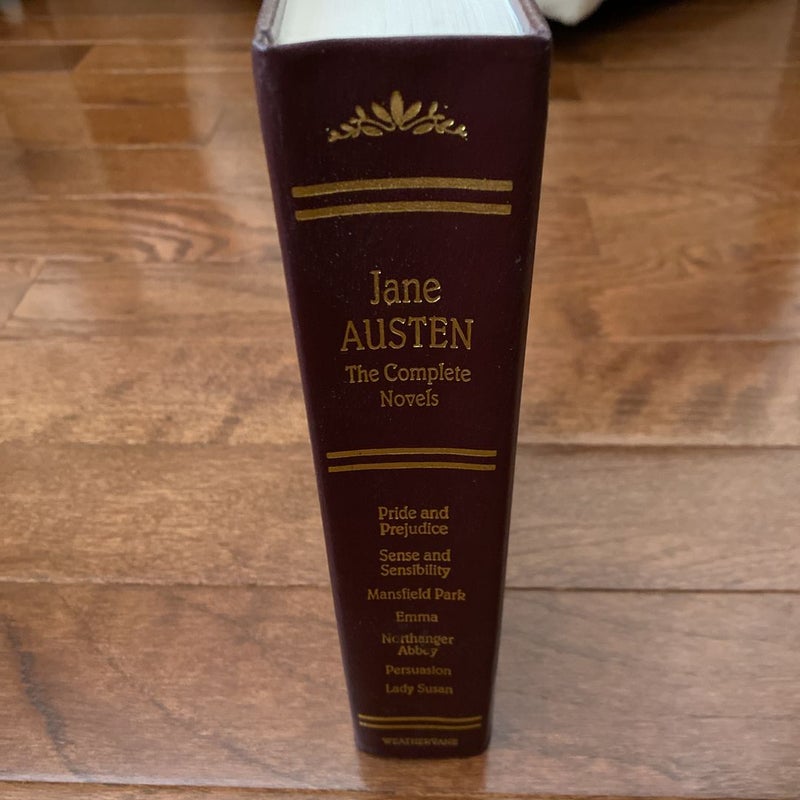 Jane
AUSTEN
The Complete
Novels
Pride and
Prejudice
Sense and
Sensibility
Mansfield Park
Emma
Northanger
Abbey
Persuasion
Lady Susan
WEATHERVANE